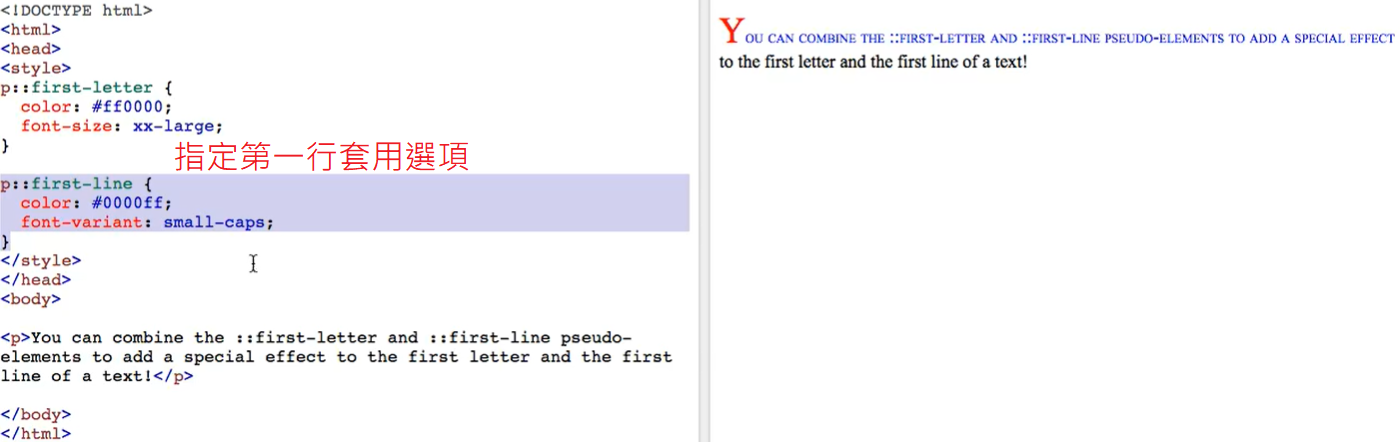 <!DOCTYPE html>
<html>
<head>
<style>
p::first-letter {
  color: #ff0000;
  font-size: xx-large;
}
指定第一行套用選項
p::first-line {
  color: #0000ff;
  font-variant: small-caps;
}
</style>
</head>
<body>
<p>You can combine the ::first-letter and ::first-line pseudo-
elements to add a special effect to the first letter and the first
line of a text!</p>
</body>
</html>
YOU CAN COMBINE THE ::FIRST-LETTER AND ::FIRST-LINE PSEUDO-ELEMENTS TO ADD A SPECIAL EFFECT
to the first letter and the first line of a text!